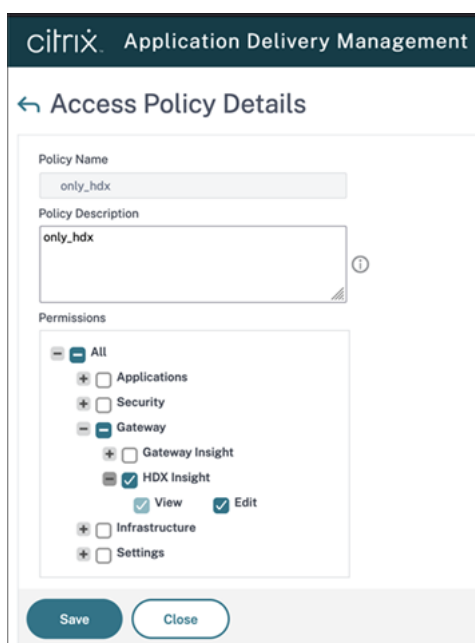 citrix. Application Delivery Management
Access Policy Details
Policy Name
only_hdx
Policy Description
only_hdx
Permissions
All
Applications
Security
Gateway
Gateway Insight
HDX Insight
View Edit
Infrastructure
Settings
Save Close